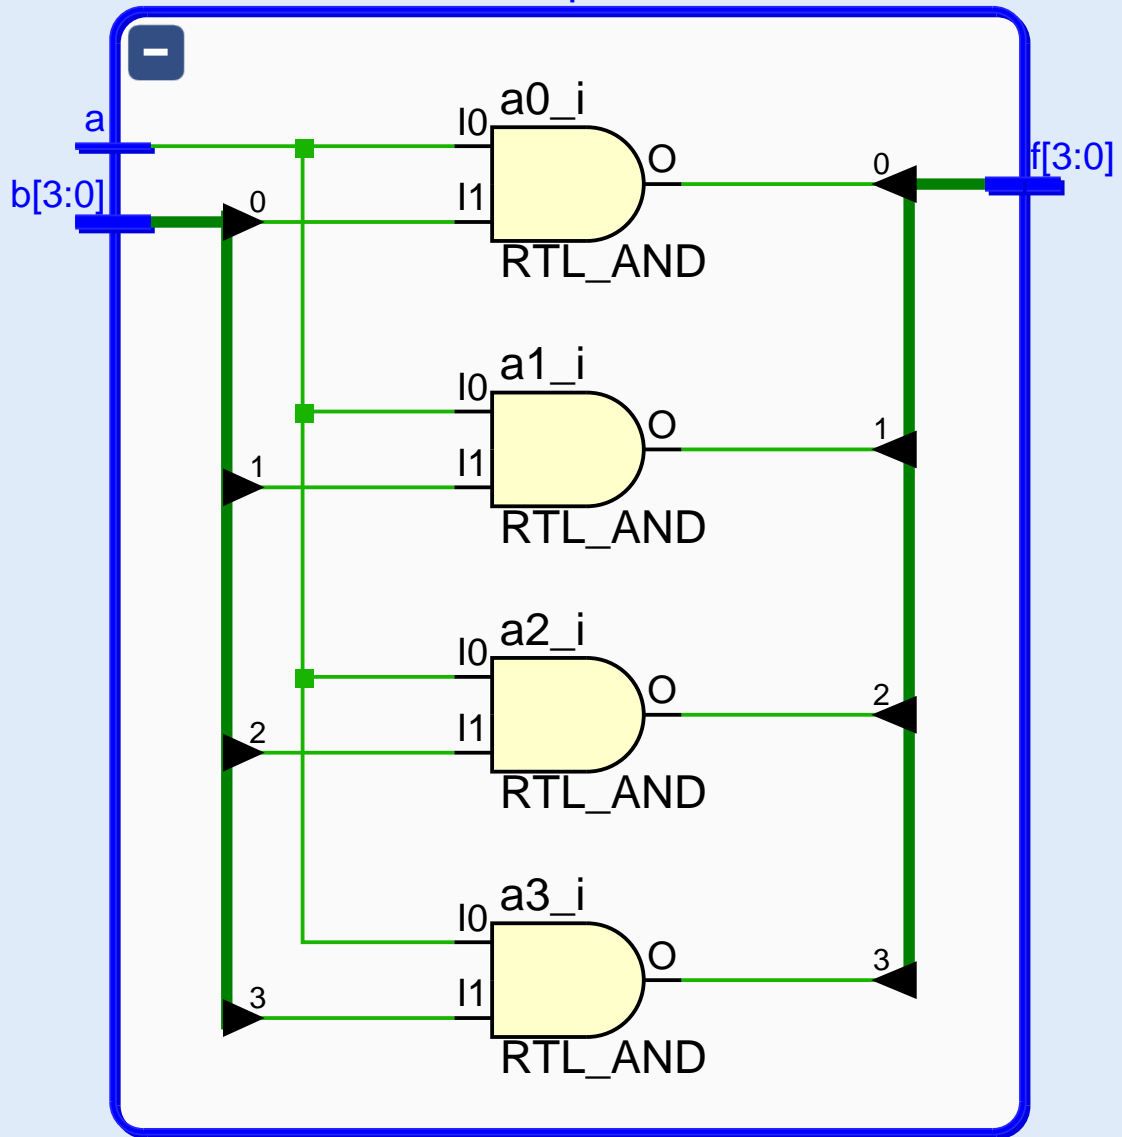 a0_i
a
I0
O
0
f[3:0]
b[3:0]
0
I1
RTL_AND
a1_i
I0
O
1
1
I1
RTL_AND
a2_i
I0
O
2
2
I1
RTL_AND
a3_i
I0
O
3
3
I1
RTL_AND